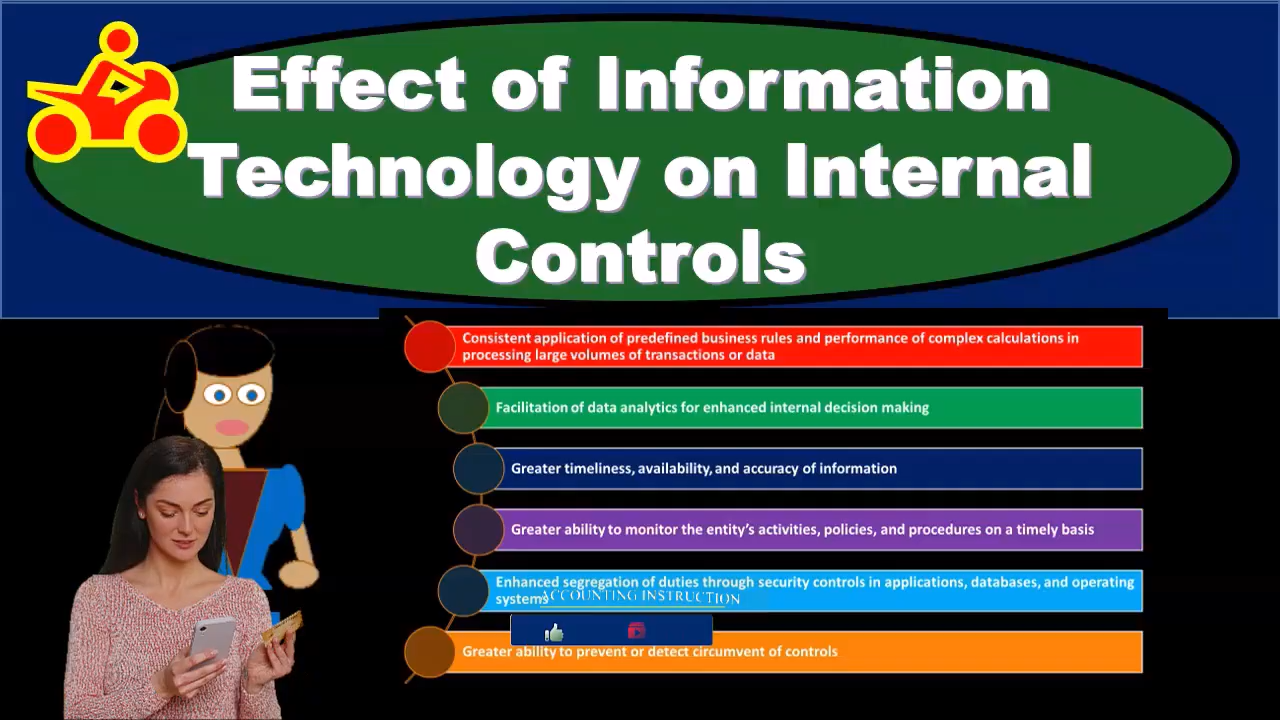 Effect of Information
Technology on Internal
Controls
Consistent application of predefined business rules and performance of complex calculations in
processing large volumes of transactions or data
Facilitation of data analytics for enhanced internal decision making
Greater timeliness, availability, and accuracy of information
Greater ability to monitor the entity’s activities, policies, and procedures on a timely basis
Enhanced segregation of duties through security controls in applications, databases, and operating
systems
ACCOUNTING INSTRUCTION
Greater ability to prevent or detect circumvent of controls